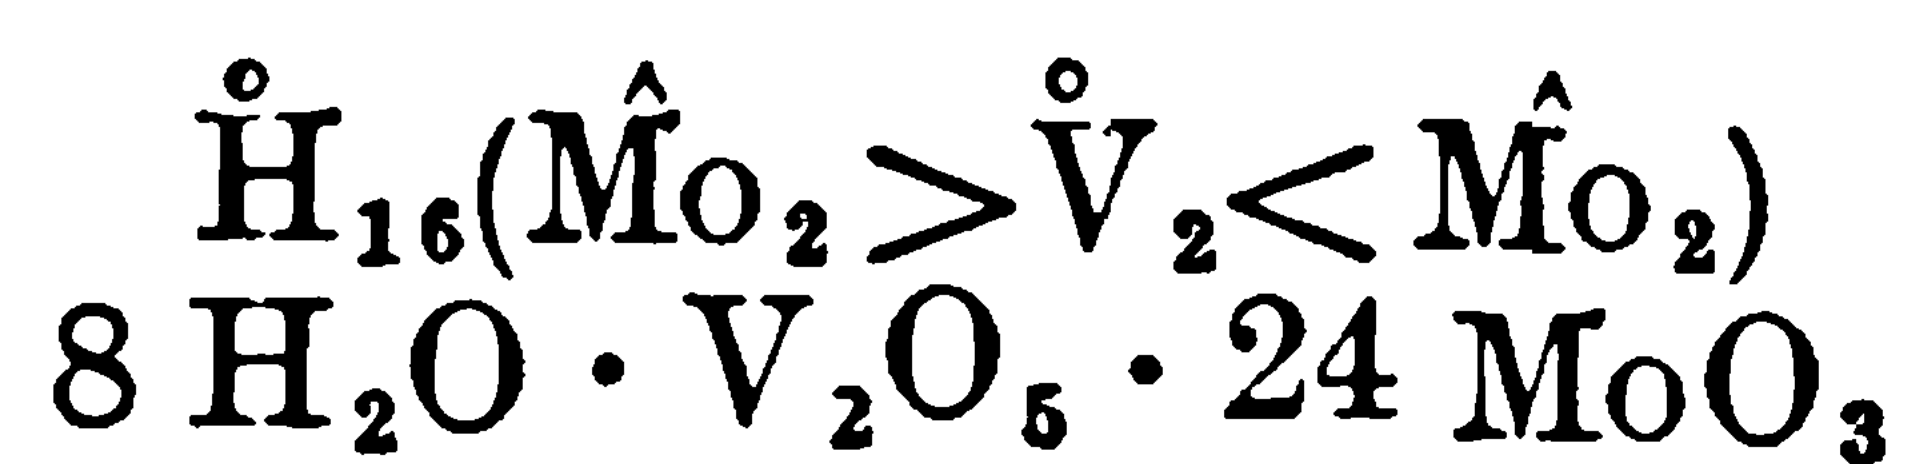 H̊₁₆(M̂o₂ > V̊₂ < M̂o₂)
8 H₂O · V₂O₅ · 24 MoO₃